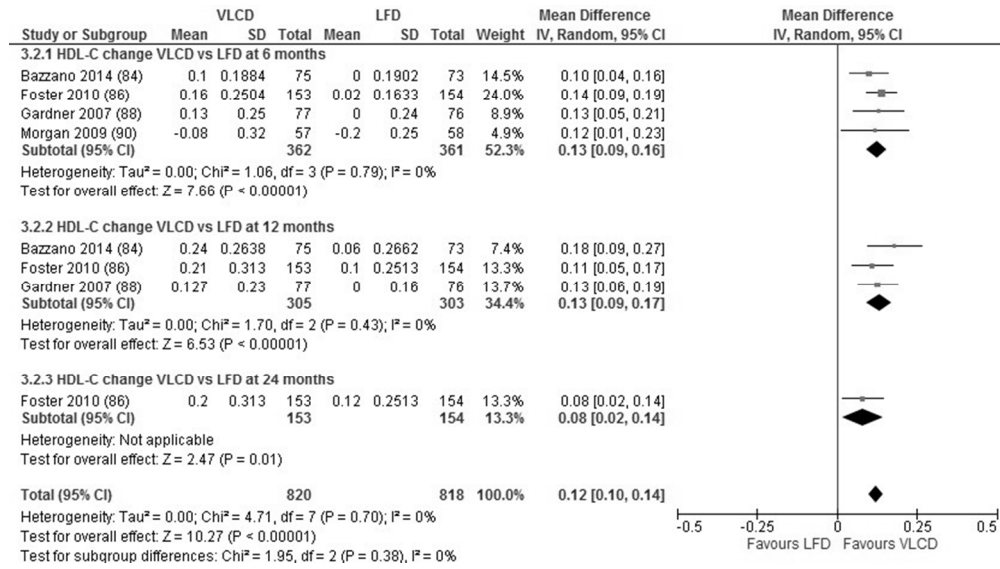 VLCD LFD Mean Difference Mean Difference
Study or Subgroup Mean SD Total Mean SD Total Weight IV, Random, 95% CI IV, Random, 95% CI
3.2.1 HDL-C change VLCD vs LFD at 6 months
Bazzano 2014 (84) 0.1 0.1884 75 0 0.1902 73 14.5% 0.10 [0.04, 0.16]
Foster 2010 (86) 0.16 0.2504 153 0.02 0.1633 154 24.0% 0.14 [0.09, 0.19]
Gardner 2007 (88) 0.13 0.25 77 0 0.24 76 8.9% 0.13 [0.05, 0.21]
Morgan 2009 (90) -0.08 0.32 57 -0.2 0.25 58 4.9% 0.12 [0.01, 0.23]
Subtotal (95% CI) 362 361 52.3% 0.13 [0.09, 0.16]
Heterogeneity: Tau² = 0.00; Chi² = 1.06, df = 3 (P = 0.79); I² = 0%
Test for overall effect: Z = 7.66 (P < 0.00001)
3.2.2 HDL-C change VLCD vs LFD at 12 months
Bazzano 2014 (84) 0.24 0.2638 75 0.06 0.2662 73 7.4% 0.18 [0.09, 0.27]
Foster 2010 (86) 0.21 0.313 153 0.1 0.2513 154 13.3% 0.11 [0.05, 0.17]
Gardner 2007 (88) 0.127 0.23 77 0 0.16 76 13.7% 0.13 [0.06, 0.19]
Subtotal (95% CI) 305 303 34.4% 0.13 [0.09, 0.17]
Heterogeneity: Tau² = 0.00; Chi² = 1.70, df = 2 (P = 0.43); I² = 0%
Test for overall effect: Z = 6.53 (P < 0.00001)
3.2.3 HDL-C change VLCD vs LFD at 24 months
Foster 2010 (86) 0.2 0.313 153 0.12 0.2513 154 13.3% 0.08 [0.02, 0.14]
Subtotal (95% CI) 153 154 13.3% 0.08 [0.02, 0.14]
Heterogeneity: Not applicable
Test for overall effect: Z = 2.47 (P = 0.01)
Total (95% CI) 820 818 100.0% 0.12 [0.10, 0.14]
Heterogeneity: Tau² = 0.00; Chi² = 4.71, df = 7 (P = 0.70); I² = 0%
Test for overall effect: Z = 10.27 (P < 0.00001)
Test for subgroup differences: Chi² = 1.95, df = 2 (P = 0.38), I² = 0%
-0.5 -0.25 0 0.25 0.5
Favours LFD Favours VLCD